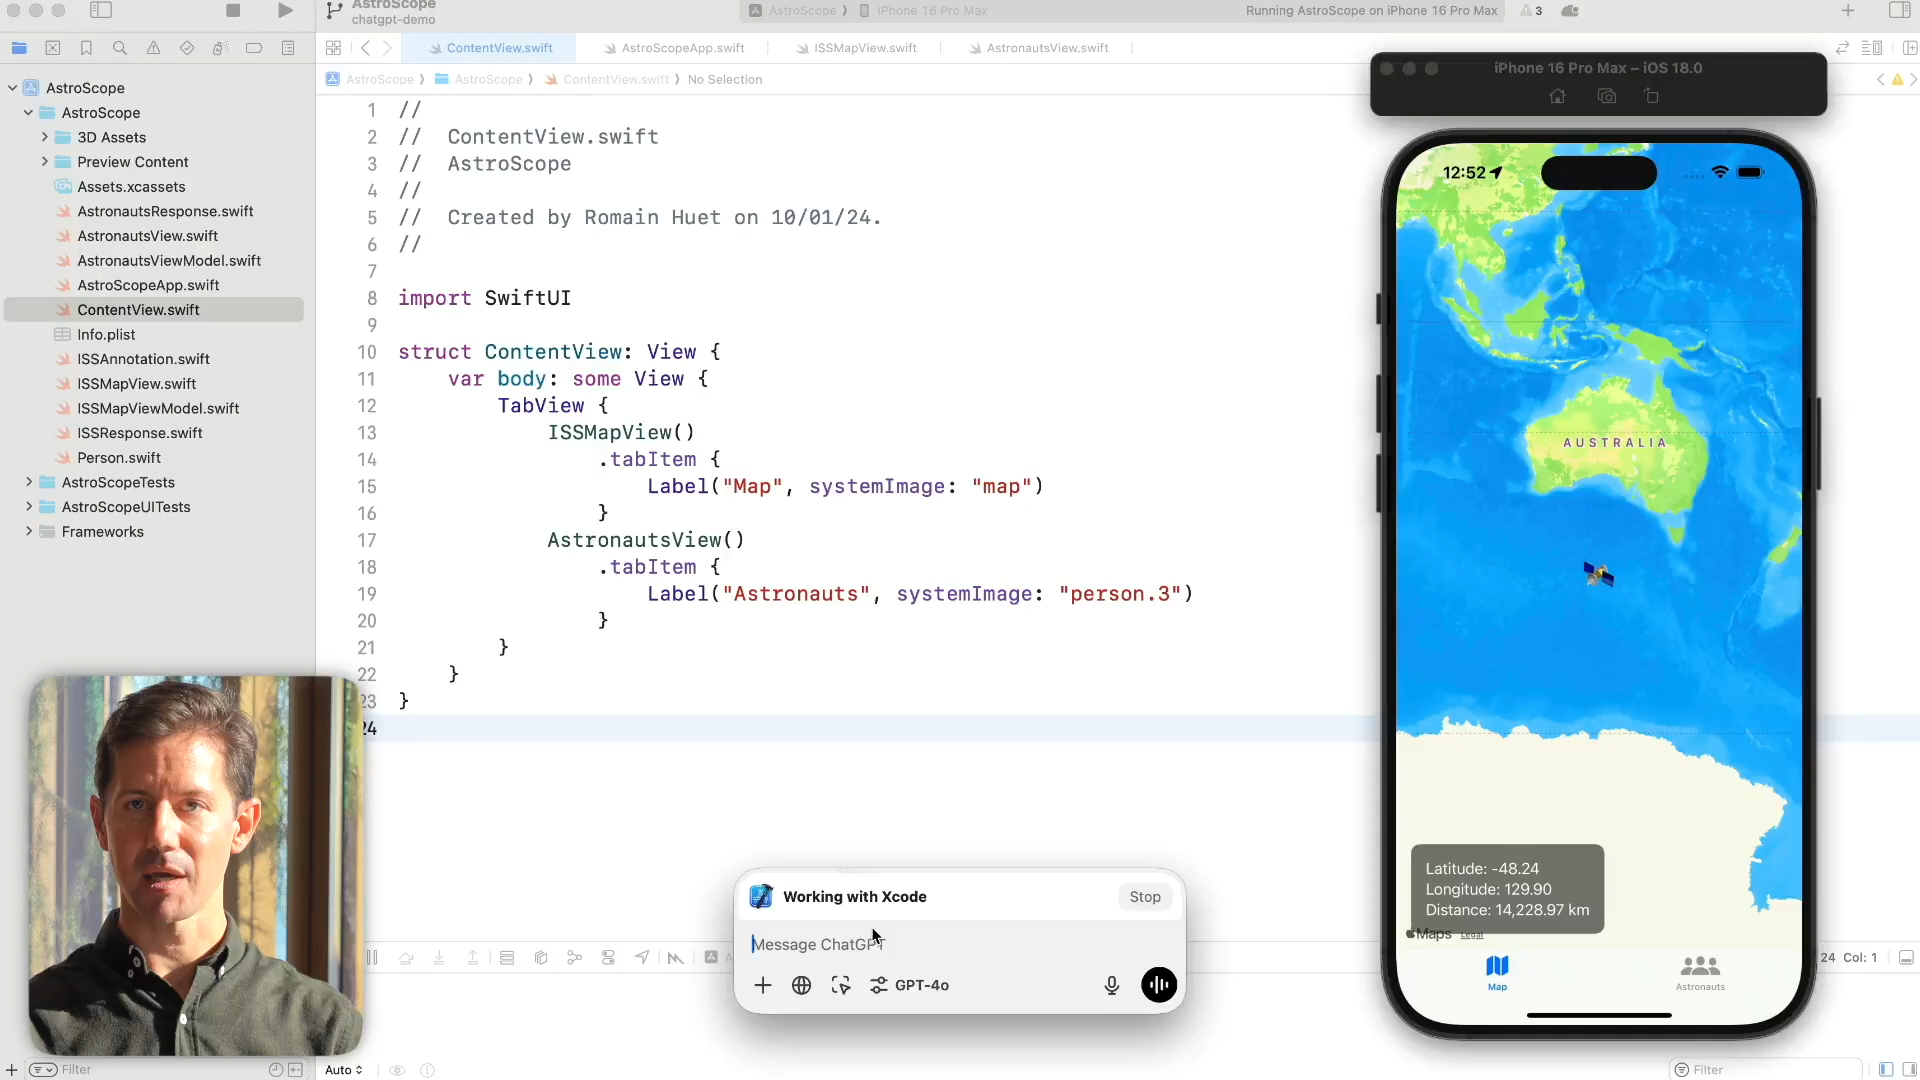 AstroScope
chatgpt-demo
AstroScope
iPhone 16 Pro Max
Running AstroScope on iPhone 16 Pro Max
3
ContentView.swift
AstroScopeApp.swift
ISSMapView.swift
AstronautsView.swift
AstroScope
AstroScope
ContentView.swift
No Selection
AstroScope
AstroScope
3D Assets
Preview Content
Assets.xcassets
AstronautsResponse.swift
AstronautsView.swift
AstronautsViewModel.swift
AstroScopeApp.swift
ContentView.swift
Info.plist
ISSAnnotation.swift
ISSMapView.swift
ISSMapViewModel.swift
ISSResponse.swift
Person.swift
AstroScopeTests
AstroScopeUITests
Frameworks
Filter
1 //
2 //  ContentView.swift
3 //  AstroScope
4 //
5 //  Created by Romain Huet on 10/01/24.
6 //
7
8 import SwiftUI
9
10 struct ContentView: View {
11     var body: some View {
12         TabView {
13             ISSMapView()
14                 .tabItem {
15                     Label("Map", systemImage: "map")
16                 }
17             AstronautsView()
18                 .tabItem {
19                     Label("Astronauts", systemImage: "person.3")
20                 }
21         }
22     }
23 }
24
Working with Xcode
Stop
Message ChatGPT
GPT-4o
24 Col: 1
Auto
Filter
iPhone 16 Pro Max – iOS 18.0
12:52
AUSTRALIA
Latitude: -48.24
Longitude: 129.90
Distance: 14,228.97 km
Maps
Legal
Map
Astronauts